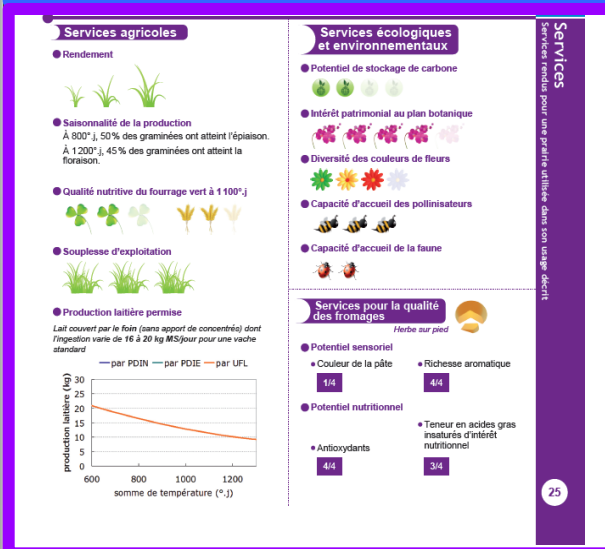 Services agricoles
Rendement
Saisonnalité de la production
À 800°.j, 50 % des graminées ont atteint l'épiaison.
À 1 200°.j, 45 % des graminées ont atteint la
floraison.
Qualité nutritive du fourrage vert à 1 100°.j
Souplesse d'exploitation
Production laitière permise
Lait couvert par le foin (sans apport de concentrés) dont
l'ingestion varie de 16 à 20 kg MS/jour pour une vache
standard
par PDIN par PDIE par UFL
production laitière (kg)
30
25
20
15
10
5
0
600 800 1000 1200
somme de température (°.j)
Services écologiques
et environnementaux
Potentiel de stockage de carbone
Intérêt patrimonial au plan botanique
Diversité des couleurs de fleurs
Capacité d'accueil des pollinisateurs
Capacité d'accueil de la faune
Services pour la qualité
des fromages
Herbe sur pied
Potentiel sensoriel
Couleur de la pâte
1/4
Richesse aromatique
4/4
Potentiel nutritionnel
Antioxydants
4/4
Teneur en acides gras
insaturés d'intérêt
nutritionnel
3/4
Services
Services rendus pour une prairie utilisée dans son usage décrit
25